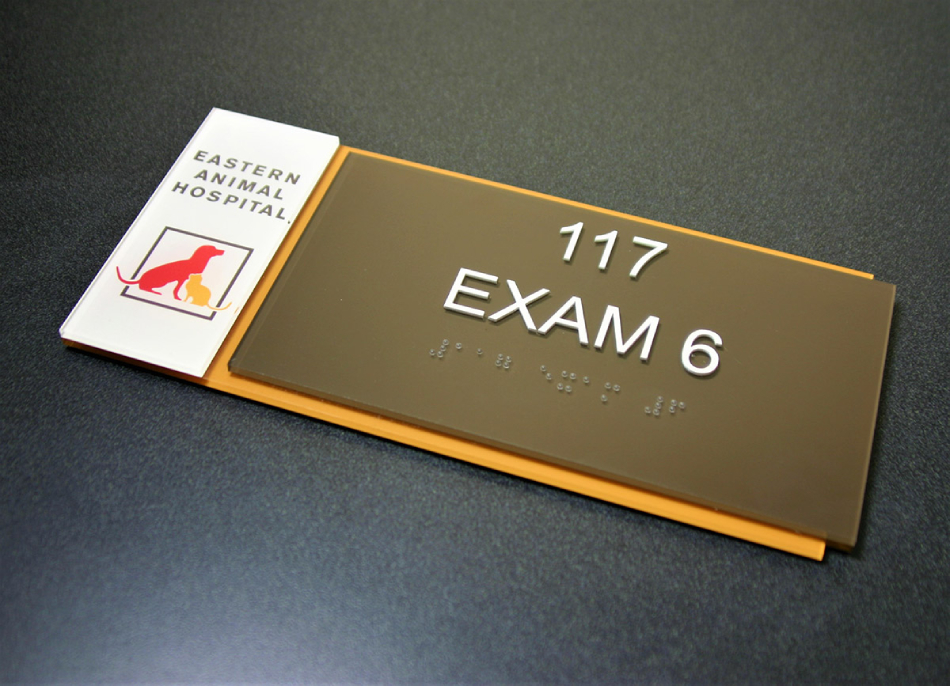 EASTERN
ANIMAL
HOSPITAL
117
EXAM 6